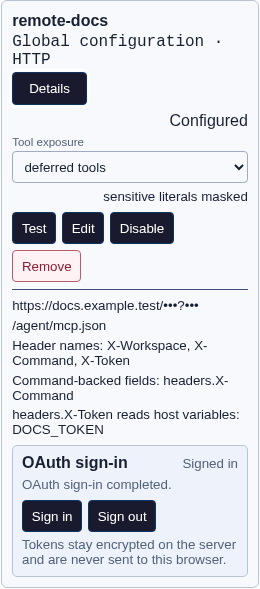 remote-docs
Global configuration ·
HTTP
Details
Configured
Tool exposure
deferred tools
sensitive literals masked
Test Edit Disable
Remove
https://docs.example.test/•••?•••
/agent/mcp.json
Header names: X-Workspace, X-
Command, X-Token
Command-backed fields: headers.X-
Command
headers.X-Token reads host variables:
DOCS_TOKEN
OAuth sign-in Signed in
OAuth sign-in completed.
Sign in Sign out
Tokens stay encrypted on the server
and are never sent to this browser.